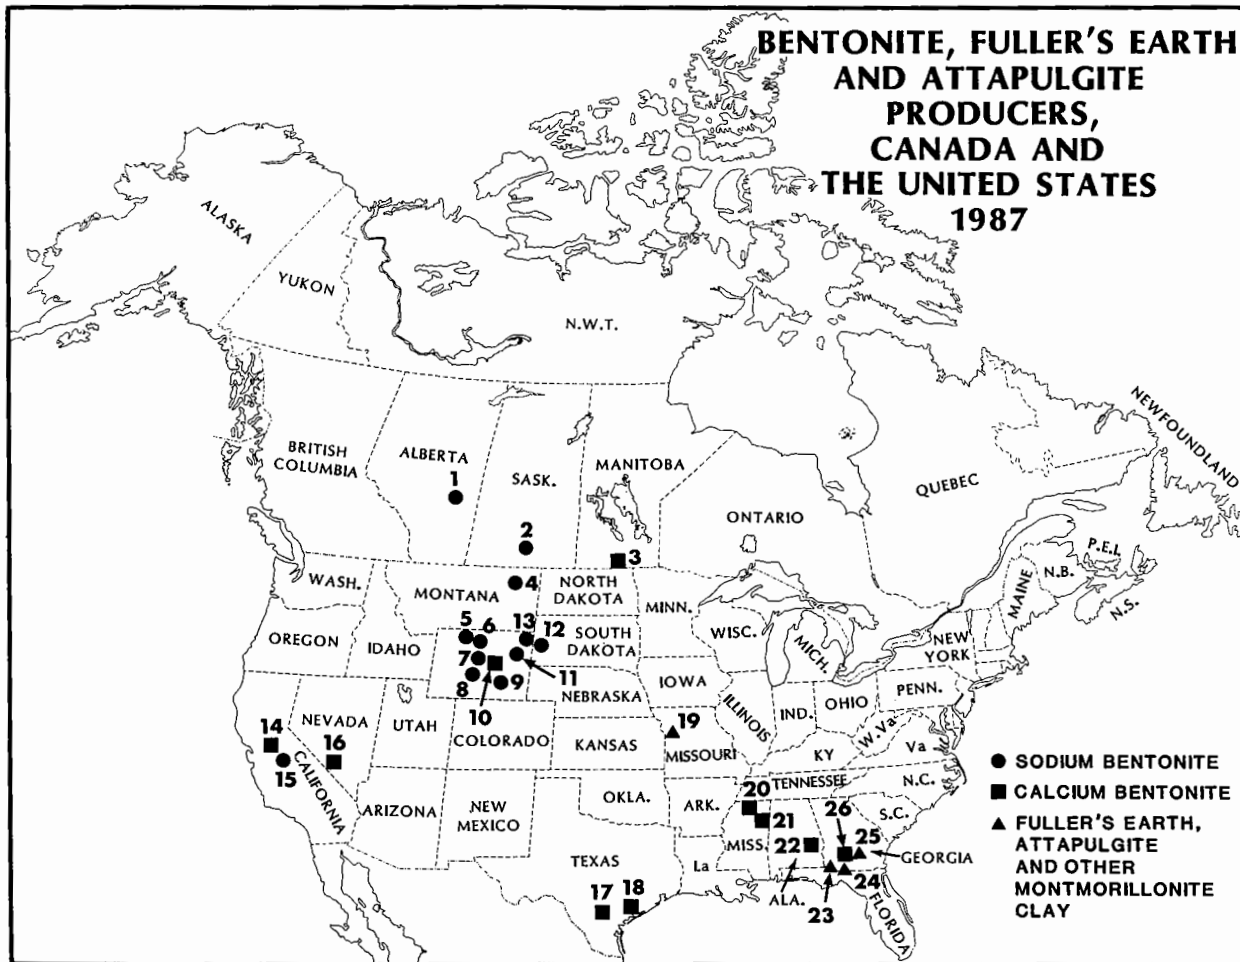 BENTONITE, FULLER'S EARTH
AND ATTAPULGITE
PRODUCERS,
CANADA AND
THE UNITED STATES
1987
ALASKA
YUKON
N.W.T.
BRITISH
COLUMBIA
ALBERTA
1
SASK.
2
MANITOBA
3
ONTARIO
QUEBEC
NEWFOUNDLAND
P.E.I.
N.B.
N.S.
MAINE
WASH.
MONTANA
4
NORTH
DAKOTA
MINN.
OREGON
IDAHO
5
6
13
12
SOUTH
DAKOTA
WISC.
MICH.
NEW
YORK
7
8
9
10
11
NEBRASKA
IOWA
ILLINOIS
IND.
OHIO
PENN.
W.Va
Va
NEVADA
UTAH
COLORADO
KANSAS
19
MISSOURI
KY
14
15
16
CALIFORNIA
ARIZONA
NEW
MEXICO
OKLA.
ARK.
TENNESSEE
N.C.
S.C.
20
21
MISS.
22
ALA.
26
25
GEORGIA
23
24
FLORIDA
TEXAS
La
17
18
SODIUM BENTONITE
CALCIUM BENTONITE
FULLER'S EARTH,
ATTAPULGITE
AND OTHER
MONTMORILLONITE
CLAY